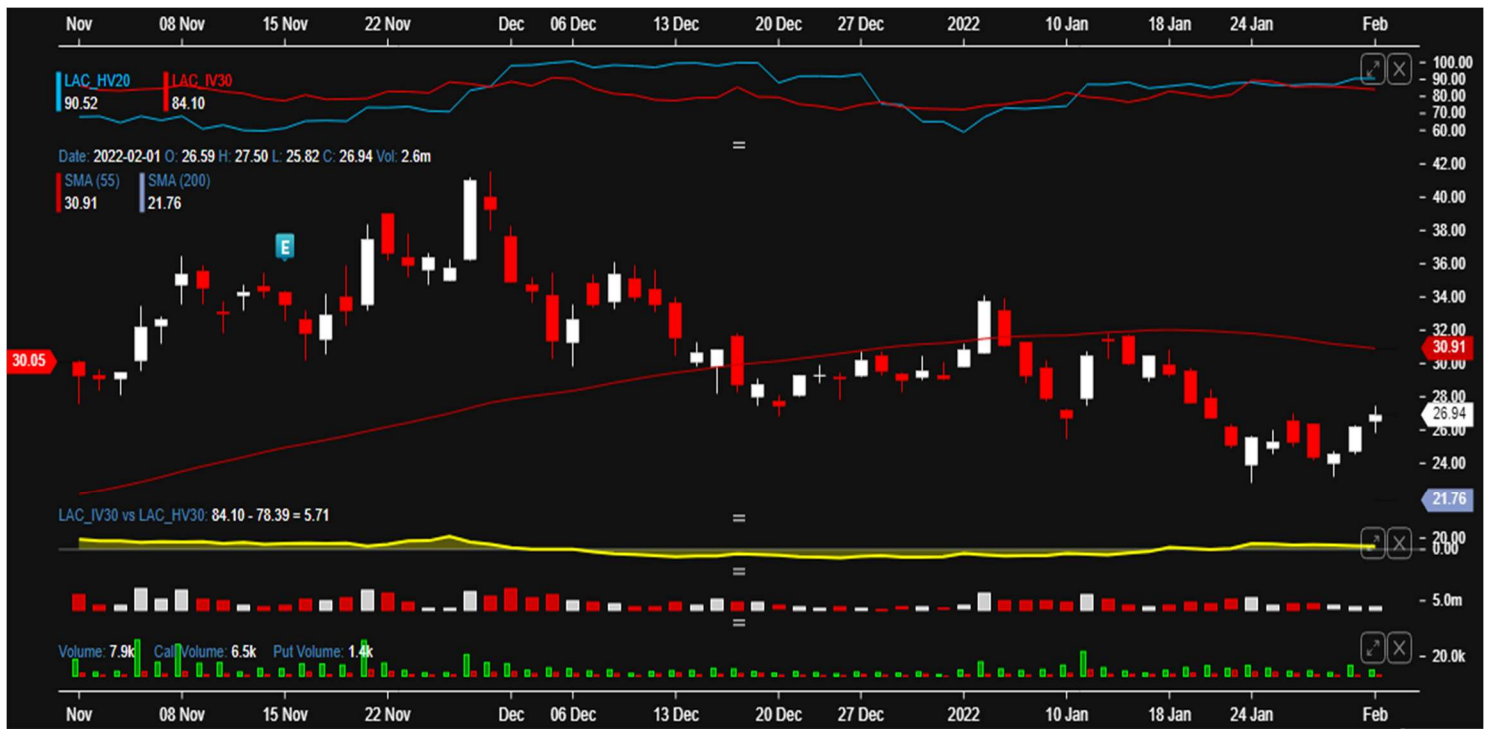 Nov 08 Nov 15 Nov 22 Nov Dec 06 Dec 13 Dec 20 Dec 27 Dec 2022 10 Jan 18 Jan 24 Jan Feb
LAC_HV20 LAC_IV30
90.52 84.10
100.00
90.00
80.00
70.00
60.00
Date: 2022-02-01 O: 26.59 H: 27.50 L: 25.82 C: 26.94 Vol: 2.6m
SMA (55) SMA (200)
30.91 21.76
E
30.05
42.00
40.00
38.00
36.00
34.00
32.00
30.91
30.00
28.00
26.94
26.00
24.00
21.76
LAC_IV30 vs LAC_HV30: 84.10 - 78.39 = 5.71
20.00
0.00
5.0m
Volume: 7.9k Call Volume: 6.5k Put Volume: 1.4k
20.0k
Nov 08 Nov 15 Nov 22 Nov Dec 06 Dec 13 Dec 20 Dec 27 Dec 2022 10 Jan 18 Jan 24 Jan Feb